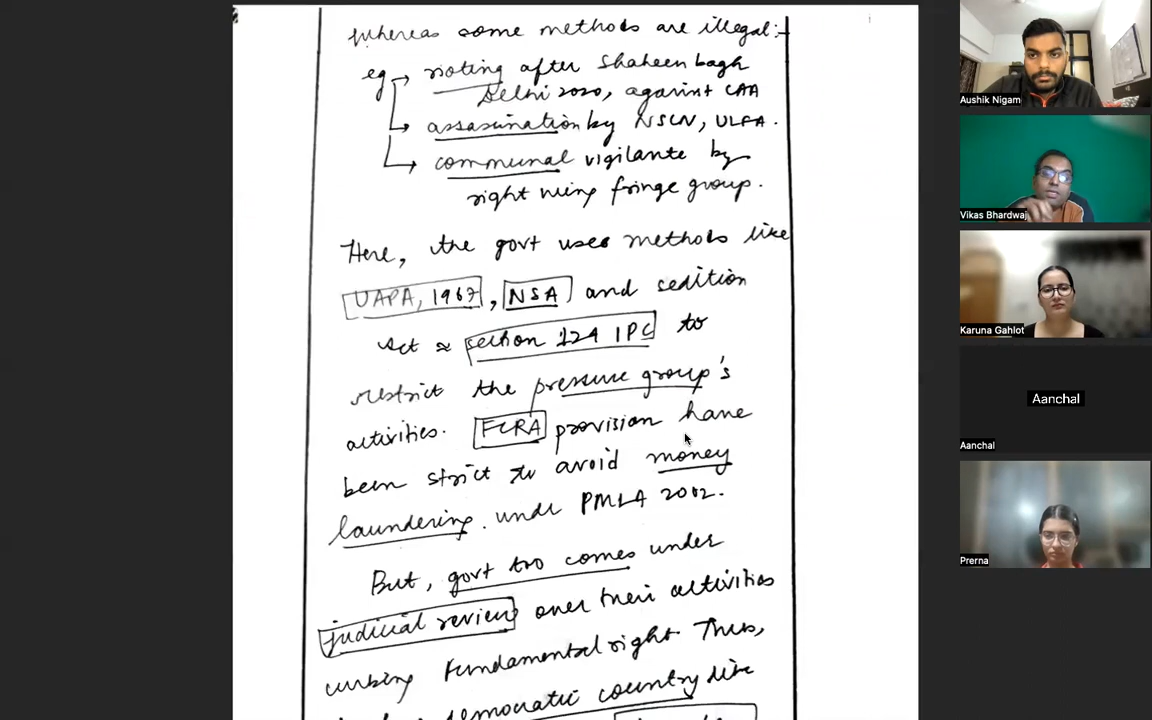 whereas some methods are illegal:-
eg → rioting after Shaheen bagh
Delhi 2020, against CAA
→ assasination by NSCN, ULFA.
→ communal vigilante by
right wing fringe group.
Here, the govt uses methods like
UAPA, 1967, NSA and sedition
act ≈ section 124 IPC to
restrict the pressure group's
activities. FCRA provision have
been strict to avoid money
laundering. under PMLA 2002.
But, govt too comes under
judicial review over their activities
curbing Fundamental right. Thus,
democratic country like
Aushik Nigam
Vikas Bhardwaj
Karuna Gahlot
Aanchal
Aanchal
Prerna